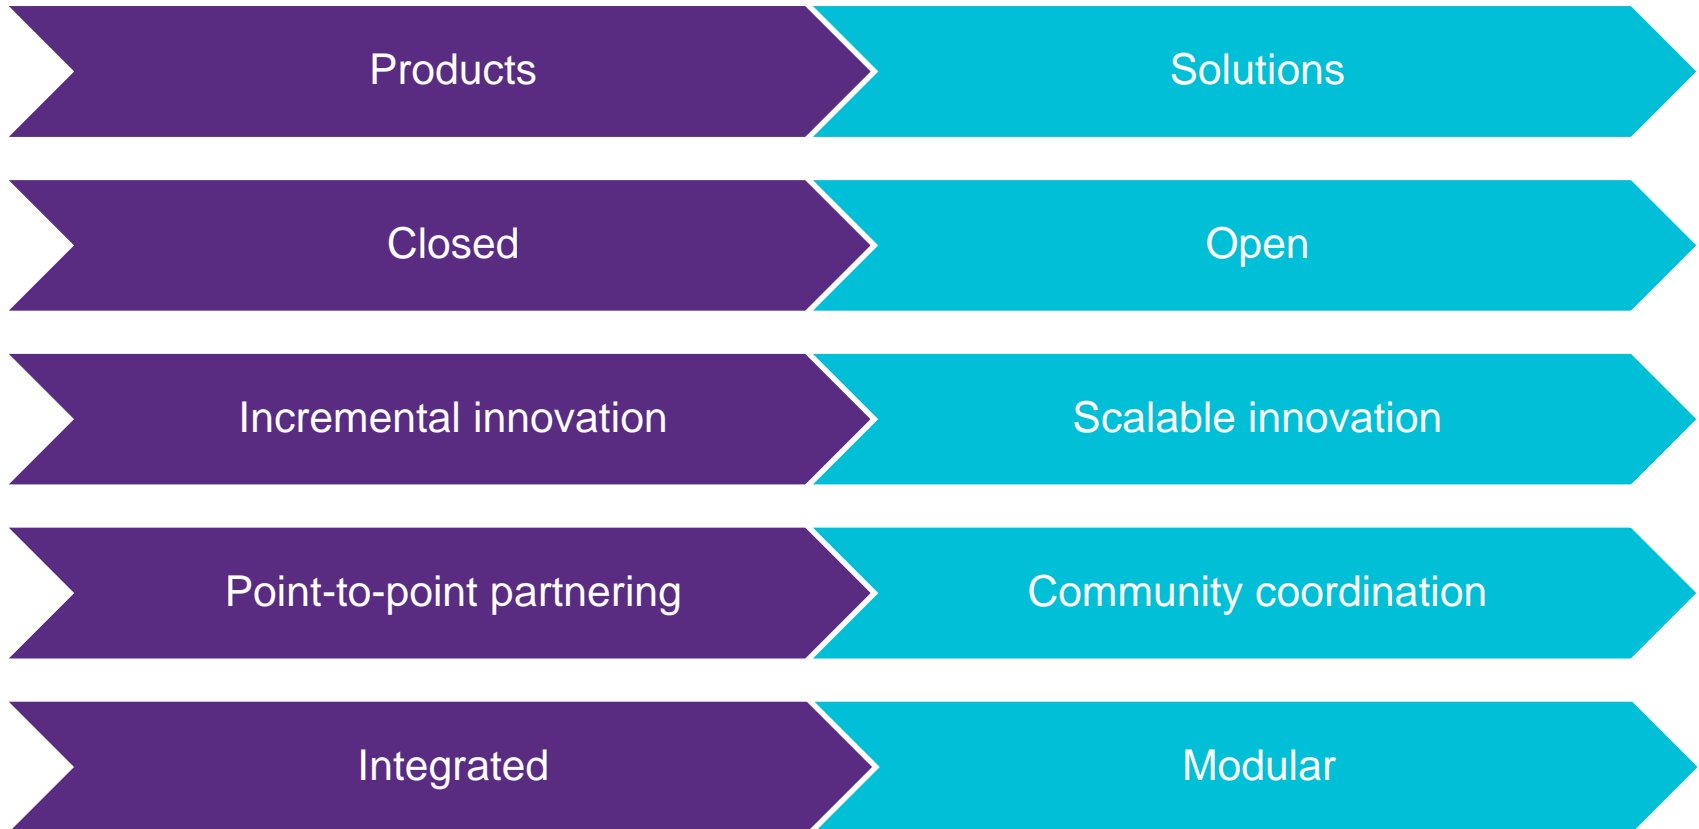 Products
Solutions
Closed
Open
Incremental innovation
Scalable innovation
Point-to-point partnering
Community coordination
Integrated
Modular